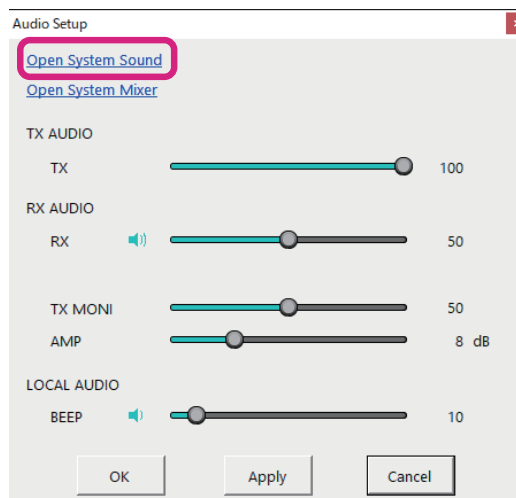 Audio Setup
Open System Sound
Open System Mixer
TX AUDIO
TX 100
RX AUDIO
RX 50
TX MONI 50
AMP 8 dB
LOCAL AUDIO
BEEP 10
OK Apply Cancel